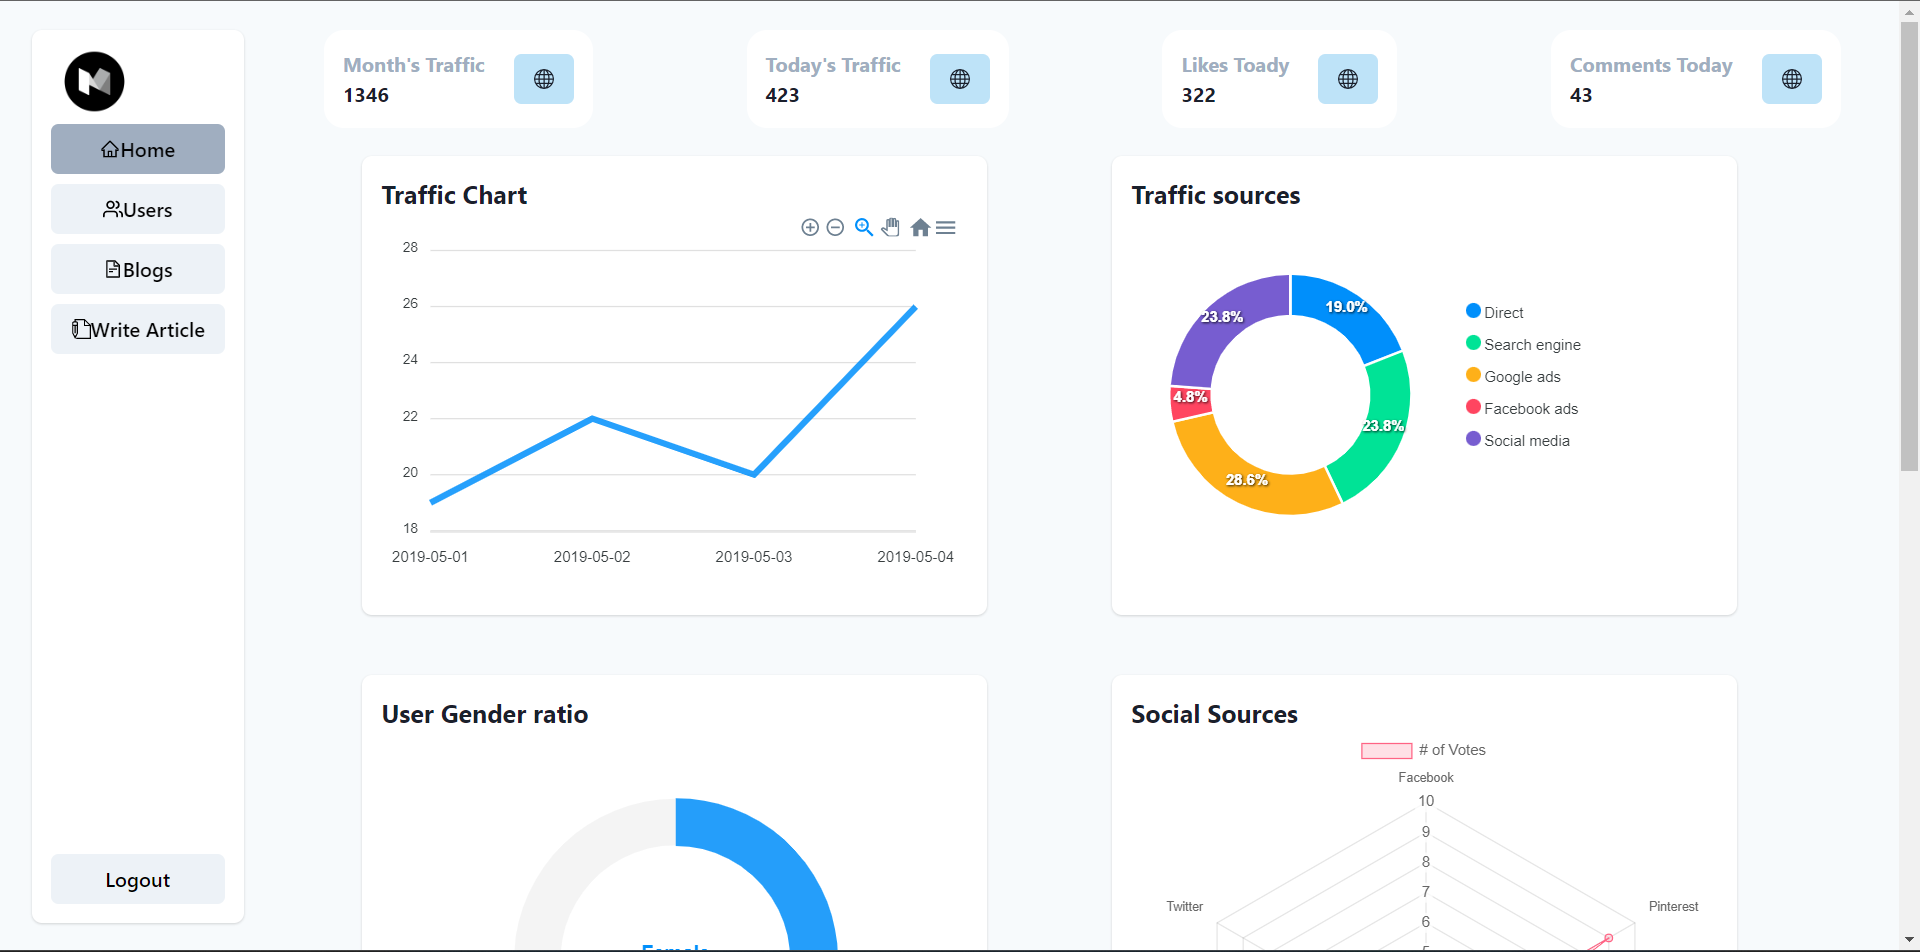 Home
Users
Blogs
Write Article
Logout
Month's Traffic
1346
Today's Traffic
423
Likes Toady
322
Comments Today
43
Traffic Chart
28
26
24
22
20
18
2019-05-01
2019-05-02
2019-05-03
2019-05-04
Traffic sources
19.0%
23.8%
23.8%
4.8%
28.6%
Direct
Search engine
Google ads
Facebook ads
Social media
User Gender ratio
Social Sources
# of Votes
Facebook
10
9
8
7
6
Twitter
Pinterest